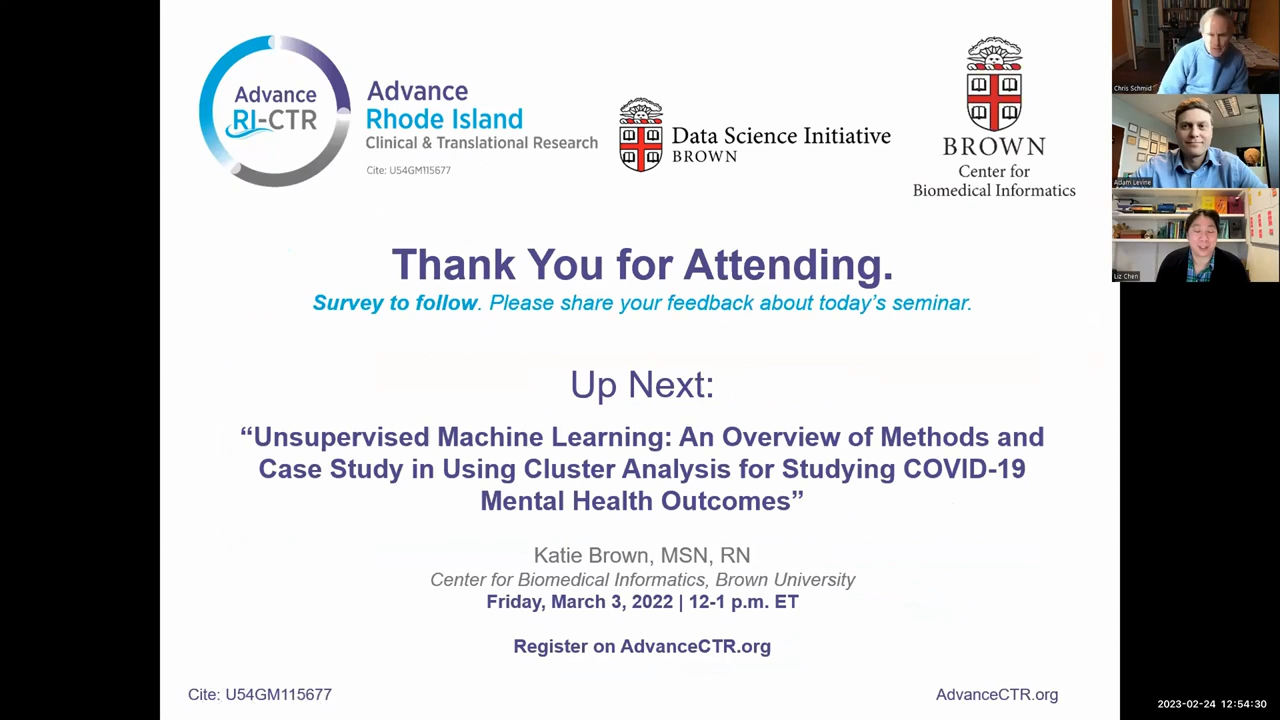 Advance
RI-CTR
Advance
Rhode Island
Clinical & Translational Research
Cite: U54GM115677
Data Science Initiative
BROWN
BROWN
Center for
Biomedical Informatics
Chris Schmid
Adam Levine
Liz Chen
Thank You for Attending.
Survey to follow. Please share your feedback about today's seminar.
Up Next:
“Unsupervised Machine Learning: An Overview of Methods and
Case Study in Using Cluster Analysis for Studying COVID-19
Mental Health Outcomes”
Katie Brown, MSN, RN
Center for Biomedical Informatics, Brown University
Friday, March 3, 2022 | 12-1 p.m. ET
Register on AdvanceCTR.org
Cite: U54GM115677
AdvanceCTR.org
2023-02-24 12:54:30